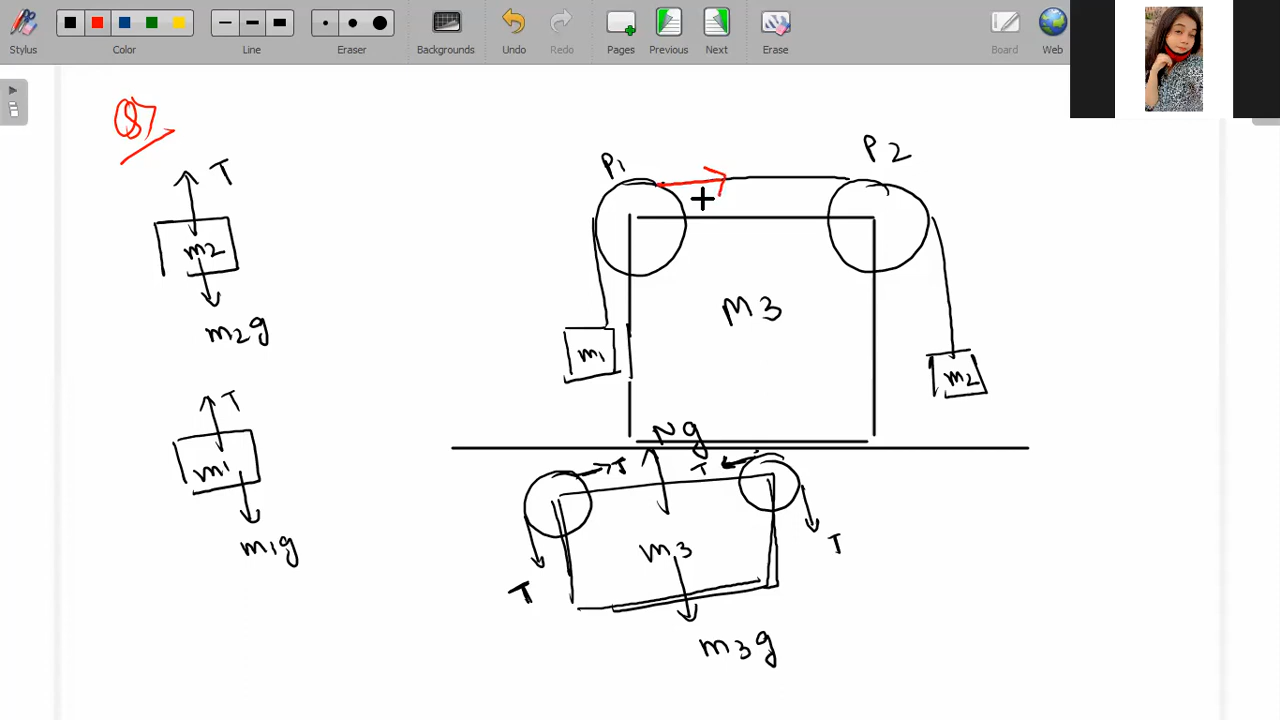 Stylus
Color
Line
Eraser
Backgrounds
Undo
Redo
Pages
Previous
Next
Erase
Board
Web
T
m2
m2g
T
m1
m1g
P1
P2
M3
m1
m2
Ng
T
T
m3
T
T
m3g